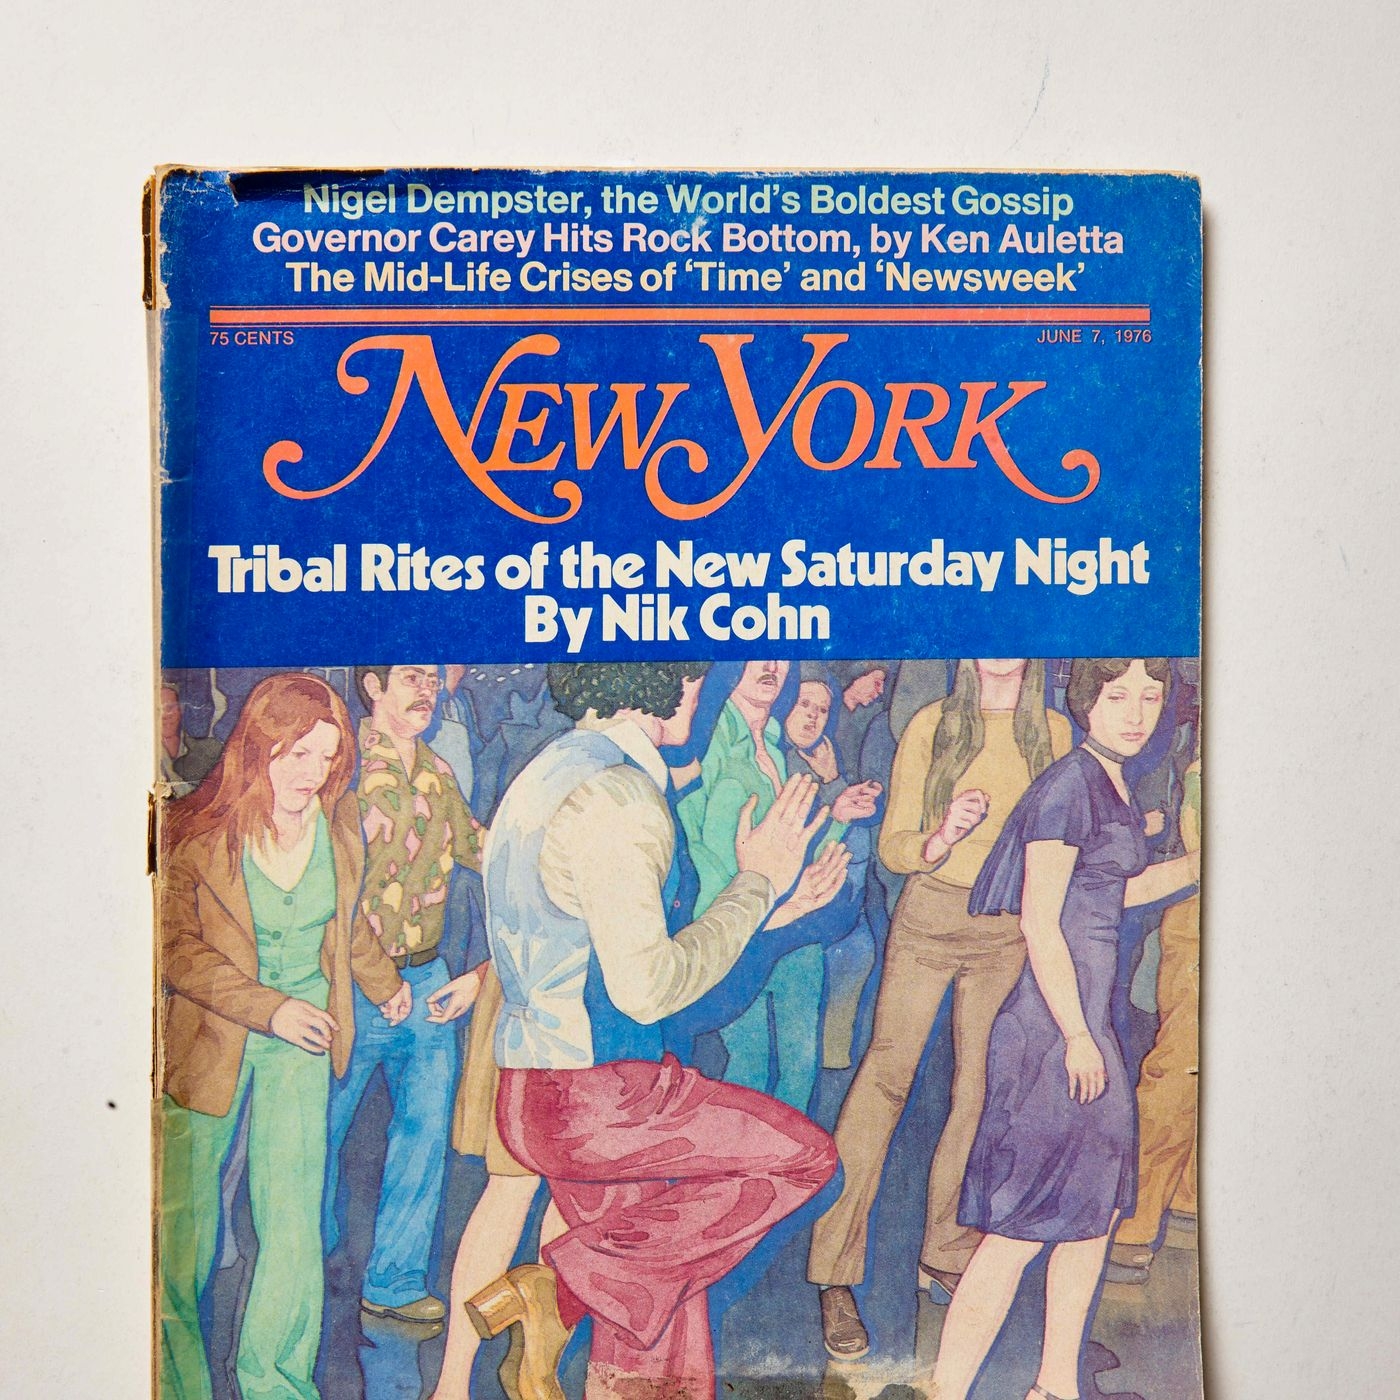 Nigel Dempster, the World's Boldest Gossip
Governor Carey Hits Rock Bottom, by Ken Auletta
The Mid-Life Crises of 'Time' and 'Newsweek'
75 CENTS
JUNE 7, 1976
NEW YORK
Tribal Rites of the New Saturday Night
By Nik Cohn